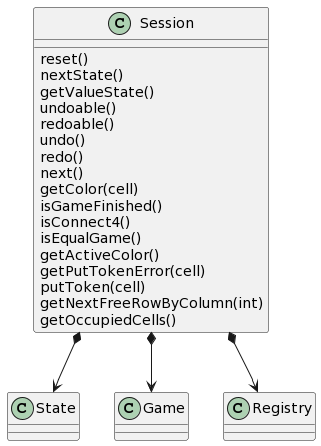 C Session
reset()
nextState()
getValueState()
undoable()
redoable()
undo()
redo()
next()
getColor(cell)
isGameFinished()
isConnect4()
isEqualGame()
getActiveColor()
getPutTokenError(cell)
putToken(cell)
getNextFreeRowByColumn(int)
getOccupiedCells()
C State
C Game
C Registry